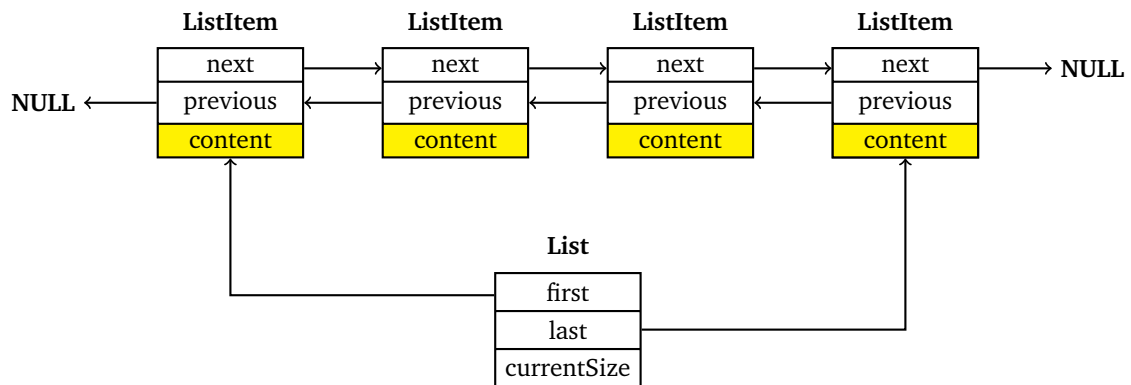 ListItem ListItem ListItem ListItem
next next next next NULL
NULL previous previous previous previous
content content content content
List
first
last
currentSize